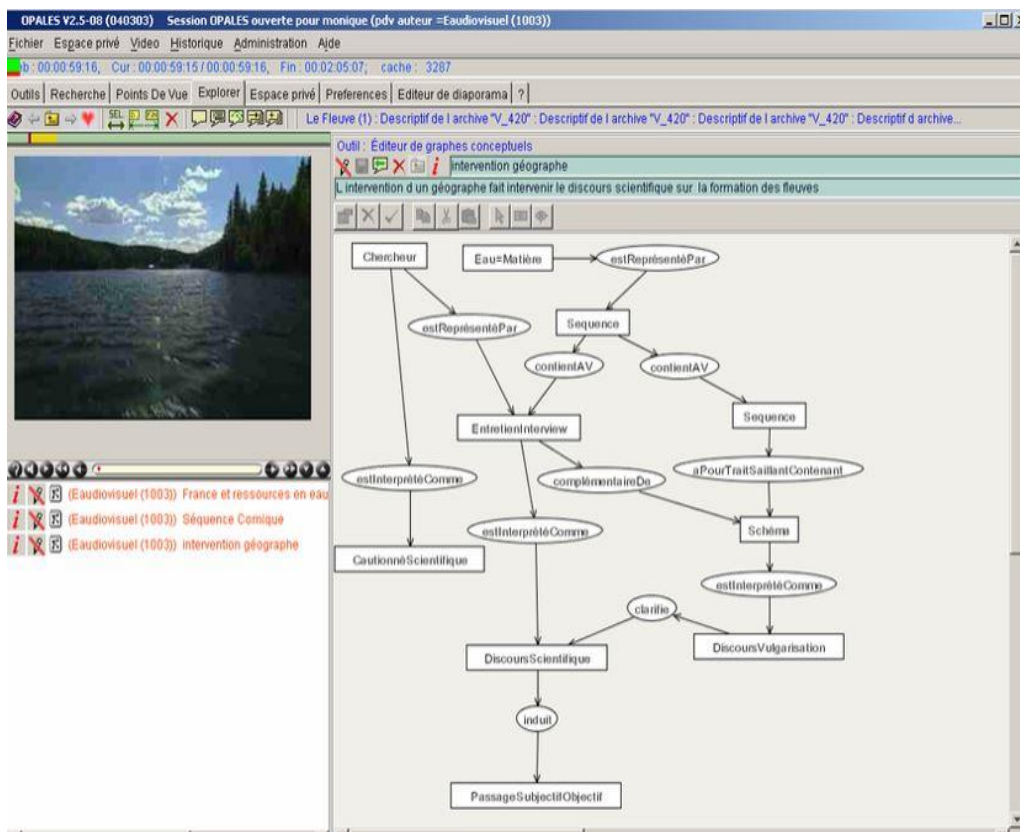 OPALES V2.5-08 (040303) Session OPALES ouverte pour monique (pdv auteur =Eaudiovisuel (1003))
Fichier Espace privé Video Historique Administration Aide
b : 00:00:59:16, Cur : 00:00:59:15 / 00:00:59:16, Fin : 00:02:05:07; cache : 3287
Outils Recherche Points De Vue Explorer Espace privé Preferences Editeur de diaporama ?
SEL. Le Fleuve (1) : Descriptif de l archive "V_420" : Descriptif de l archive "V_420" : Descriptif de l archive "V_420" : Descriptif d archive...
Outil : Éditeur de graphes conceptuels
intervention géographe
L intervention d un géographe fait intervenir le discours scientifique sur la formation des fleuves
Chercheur
Eau=Matière
estReprésentéPar
estReprésentéPar
Sequence
contientAV
contientAV
Sequence
EntretienInterview
aPourTraitSaillantContenant
estInterprétéComme
complémentaireDe
estInterprétéComme
Schéma
CautionnéScientifique
estInterprétéComme
clarifie
DiscoursScientifique
DiscoursVulgarisation
induit
PassageSubjectifObjectif
(Eaudiovisuel (1003)) France et ressources en eau
(Eaudiovisuel (1003)) Séquence Comique
(Eaudiovisuel (1003)) intervention géographe